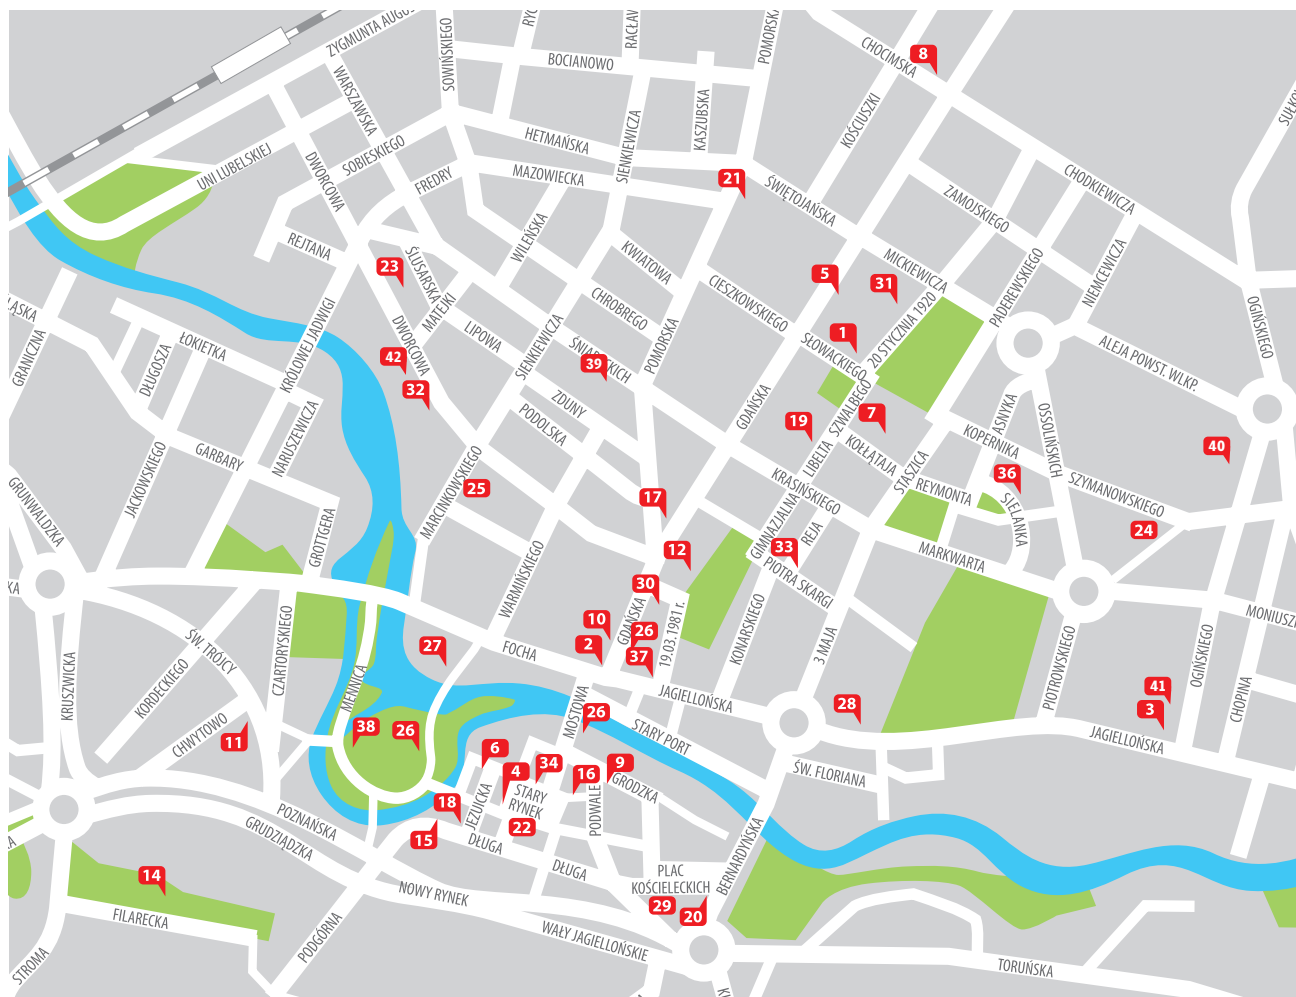 ZYGMUNTA AUGU
SOWIŃSKIEGO
RYC
RACŁAW
POMORSKA
CHOCIMSKA
8
BOCIANOWO
WARSZAWSKA
KASZUBSKA
KOŚCIUSZKI
SUŁKO
HETMAŃSKA
SIENKIEWICZA
SOBIESKIEGO
UNI LUBELSKIEJ
DWORCOWA
FREDRY
MAZOWIECKA
21
ŚWIĘTOJAŃSKA
ZAMOJSKIEGO
CHODKIEWICZA
REJTANA
23
ŚLUSARSKA
WILEŃSKA
KWIATOWA
CIESZKOWSKIEGO
5
31
MICKIEWICZA
PADEREWSKIEGO
NIEMCEWICZA
OGIŃSKIEGO
LĄSKA
GRANICZNA
ŁOKIETKA
DŁUGOSZA
KRÓLOWEJ JADWIGI
MATEJKI
DWORCOWA
LIPOWA
CHROBREGO
SIENKIEWICZA
ŚNIADECKICH
39
POMORSKA
1
SŁOWACKIEGO
20 STYCZNIA 1920
ALEJA POWST. WLKP.
42
32
NARUSZEWICZA
ZDUNY
PODOLSKA
GDAŃSKA
19
SZWALBEGO
7
LIBELTA
KOŁŁĄTAJA
ASNYKA
OSSOLIŃSKICH
KOPERNIKA
40
GARBARY
JACKOWSKIEGO
MARCINKOWSKIEGO
25
KRASIŃSKIEGO
STASZICA
REYMONTA
36
SIELANKA
SZYMANOWSKIEGO
24
GRUNWALDZKA
GROTTGERA
17
GIMNAZJALNA
REJA
33
PIOTRA SKARGI
MARKWARTA
12
KA
WARMIŃSKIEGO
30
GDAŃSKA
10
26
2
37
19.03.1981 r.
KONARSKIEGO
3 MAJA
PIOTROWSKIEGO
OGIŃSKIEGO
MONIUSZK
CZARTORYSKIEGO
ŚW. TRÓJCY
KORDECKIEGO
KRUSZWICKA
27
FOCHA
MENNICA
38
26
MOSTOWA
26
JAGIELLOŃSKA
STARY PORT
28
41
3
CHOPINA
JAGIELLOŃSKA
CHWYTOWO
11
6
4
34
16
9
GRODZKA
STARY
RYNEK
22
PODWALE
ŚW. FLORIANA
JEZUICKA
18
15
DŁUGA
DŁUGA
POZNAŃSKA
GRUDZIĄDZKA
BERNARDYŃSKA
PLAC
KOŚCIELECKICH
29
20
14
FILARECKA
STROMA
PODGÓRNA
NOWY RYNEK
WAŁY JAGIELLOŃSKIE
TORUŃSKA